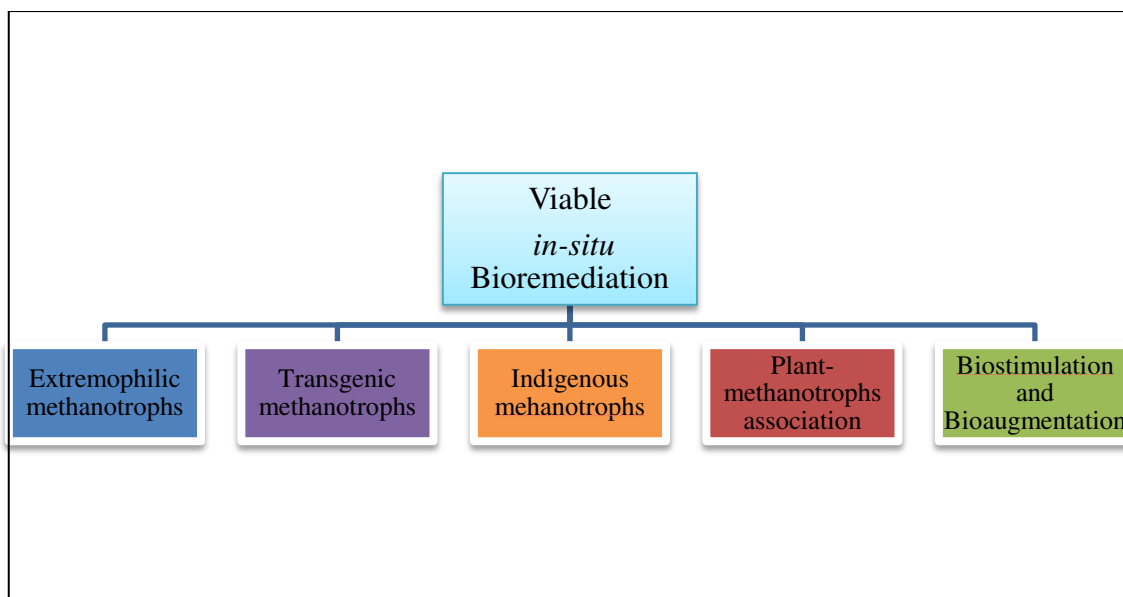 Viable
in-situ
Bioremediation
Extremophilic
methanotrophs
Transgenic
methanotrophs
Indigenous
mehanotrophs
Plant-
methanotrophs
association
Biostimulation
and
Bioaugmentation